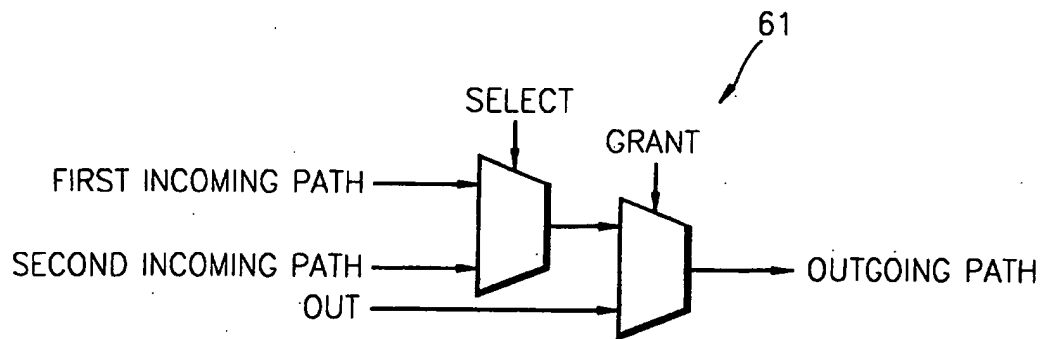 61
SELECT
GRANT
FIRST INCOMING PATH
SECOND INCOMING PATH
OUTGOING PATH
OUT